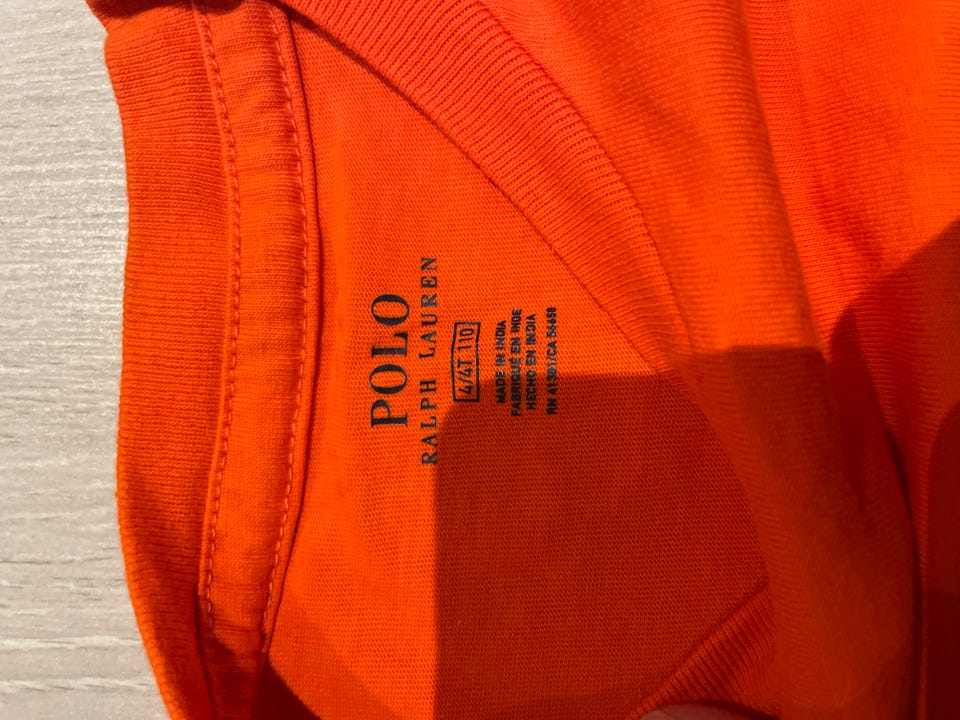 POLO
RALPH LAUREN
4/4T 110
MADE IN INDIA
FABRIQUÉ EN INDE
HECHO EN INDIA
RN 41381/CA 56658